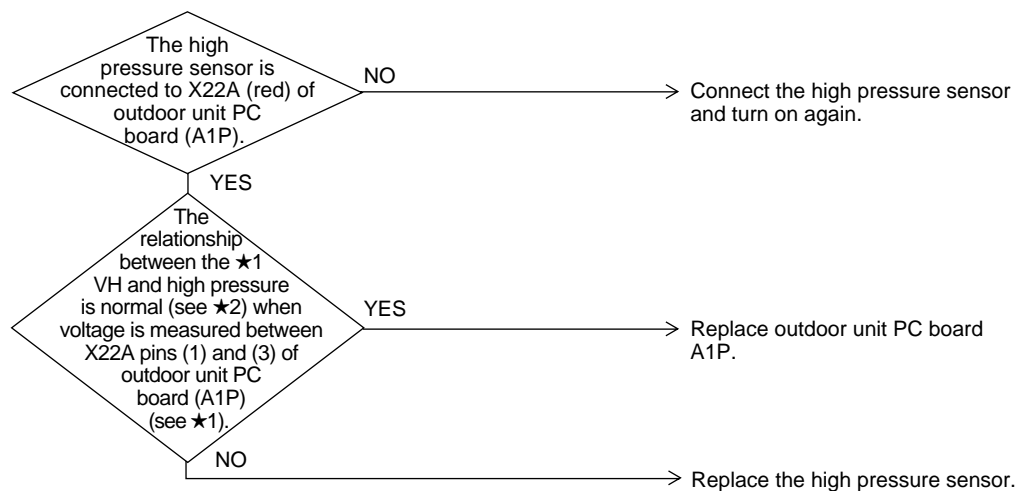 The high
pressure sensor is
connected to X22A (red) of
outdoor unit PC
board (A1P).
NO
Connect the high pressure sensor
and turn on again.
YES
The
relationship
between the ★1
VH and high pressure
is normal (see ★2) when
voltage is measured between
X22A pins (1) and (3) of
outdoor unit PC
board (A1P)
(see ★1).
YES
Replace outdoor unit PC board
A1P.
NO
Replace the high pressure sensor.